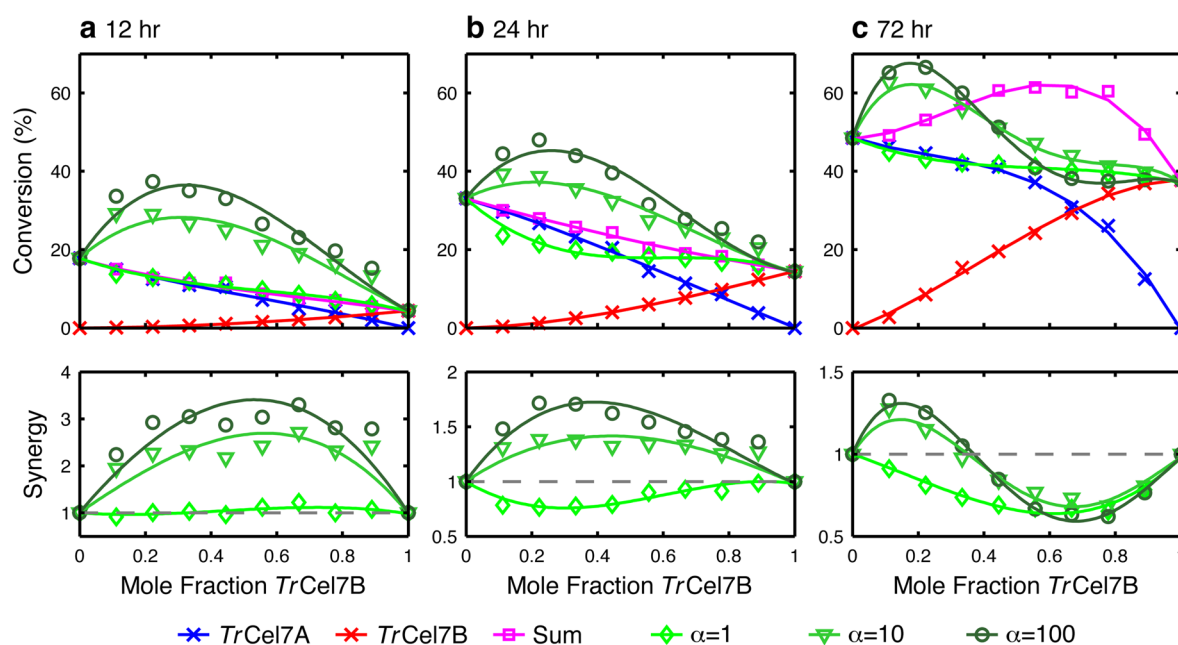 a 12 hr
b 24 hr
c 72 hr
Conversion (%)
60
40
20
0
60
40
20
0
60
40
20
0
Synergy
4
3
2
1
0 0.2 0.4 0.6 0.8 1
Mole Fraction TrCel7B
2
1.5
1
0.5
0 0.2 0.4 0.6 0.8 1
Mole Fraction TrCel7B
1.5
1
0.5
0 0.2 0.4 0.6 0.8 1
Mole Fraction TrCel7B
TrCel7A TrCel7B Sum α=1 α=10 α=100